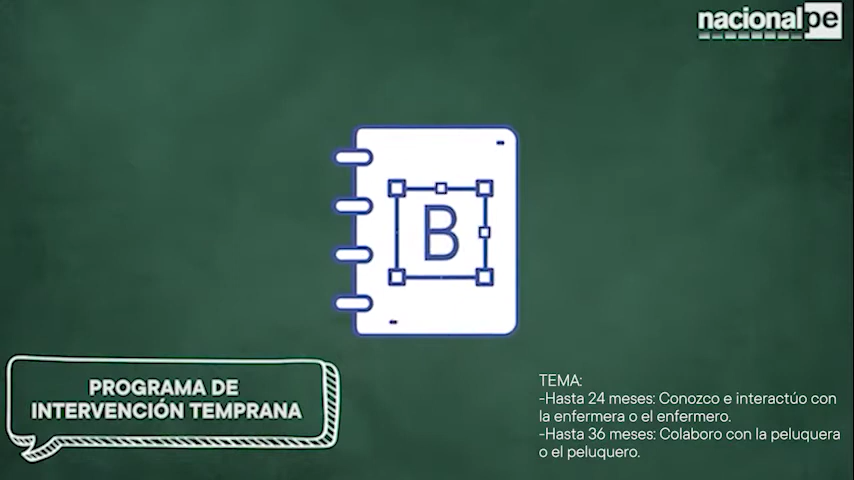 nacionalpe
B
PROGRAMA DE
INTERVENCIÓN TEMPRANA
TEMA:
-Hasta 24 meses: Conozco e interactúo con
la enfermera o el enfermero.
-Hasta 36 meses: Colaboro con la peluquera
o el peluquero.